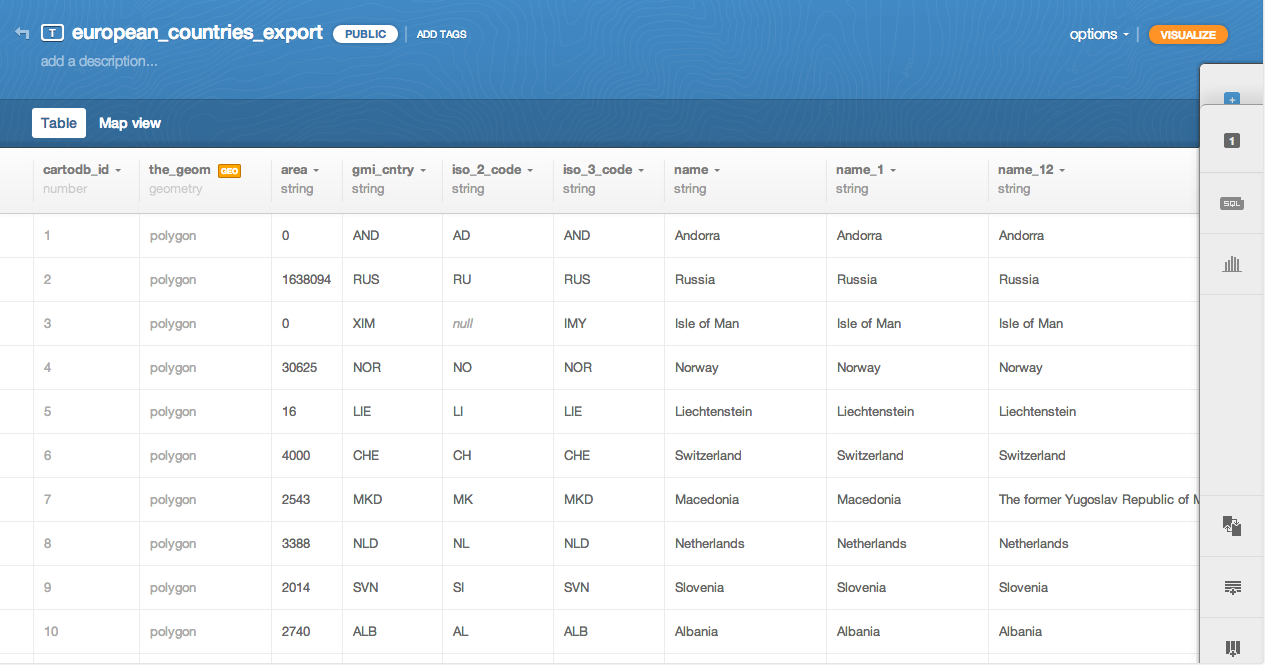 T european_countries_export PUBLIC ADD TAGS options VISUALIZE
add a description...
Table Map view
cartodb_id the_geom GEO area gmi_cntry iso_2_code iso_3_code name name_1 name_12
number geometry string string string string string string string
1 polygon 0 AND AD AND Andorra Andorra Andorra
2 polygon 1638094 RUS RU RUS Russia Russia Russia
3 polygon 0 XIM null IMY Isle of Man Isle of Man Isle of Man
4 polygon 30625 NOR NO NOR Norway Norway Norway
5 polygon 16 LIE LI LIE Liechtenstein Liechtenstein Liechtenstein
6 polygon 4000 CHE CH CHE Switzerland Switzerland Switzerland
7 polygon 2543 MKD MK MKD Macedonia Macedonia The former Yugoslav Republic of
8 polygon 3388 NLD NL NLD Netherlands Netherlands Netherlands
9 polygon 2014 SVN SI SVN Slovenia Slovenia Slovenia
10 polygon 2740 ALB AL ALB Albania Albania Albania
1
SQL